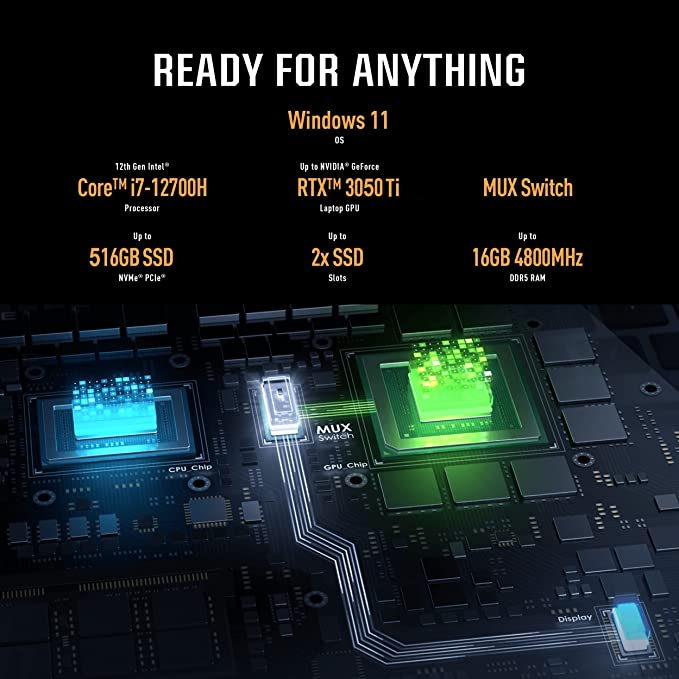 READY FOR ANYTHING
Windows 11
OS
12th Gen Intel®
Core™ i7-12700H
Processor
Up to NVIDIA® GeForce
RTX™ 3050 Ti
Laptop GPU
MUX Switch
Up to
516GB SSD
NVMe® PCIe®
Up to
2x SSD
Slots
Up to
16GB 4800MHz
DDR5 RAM
MUX
Switch
CPU_Chip
GPU_Chip
Display